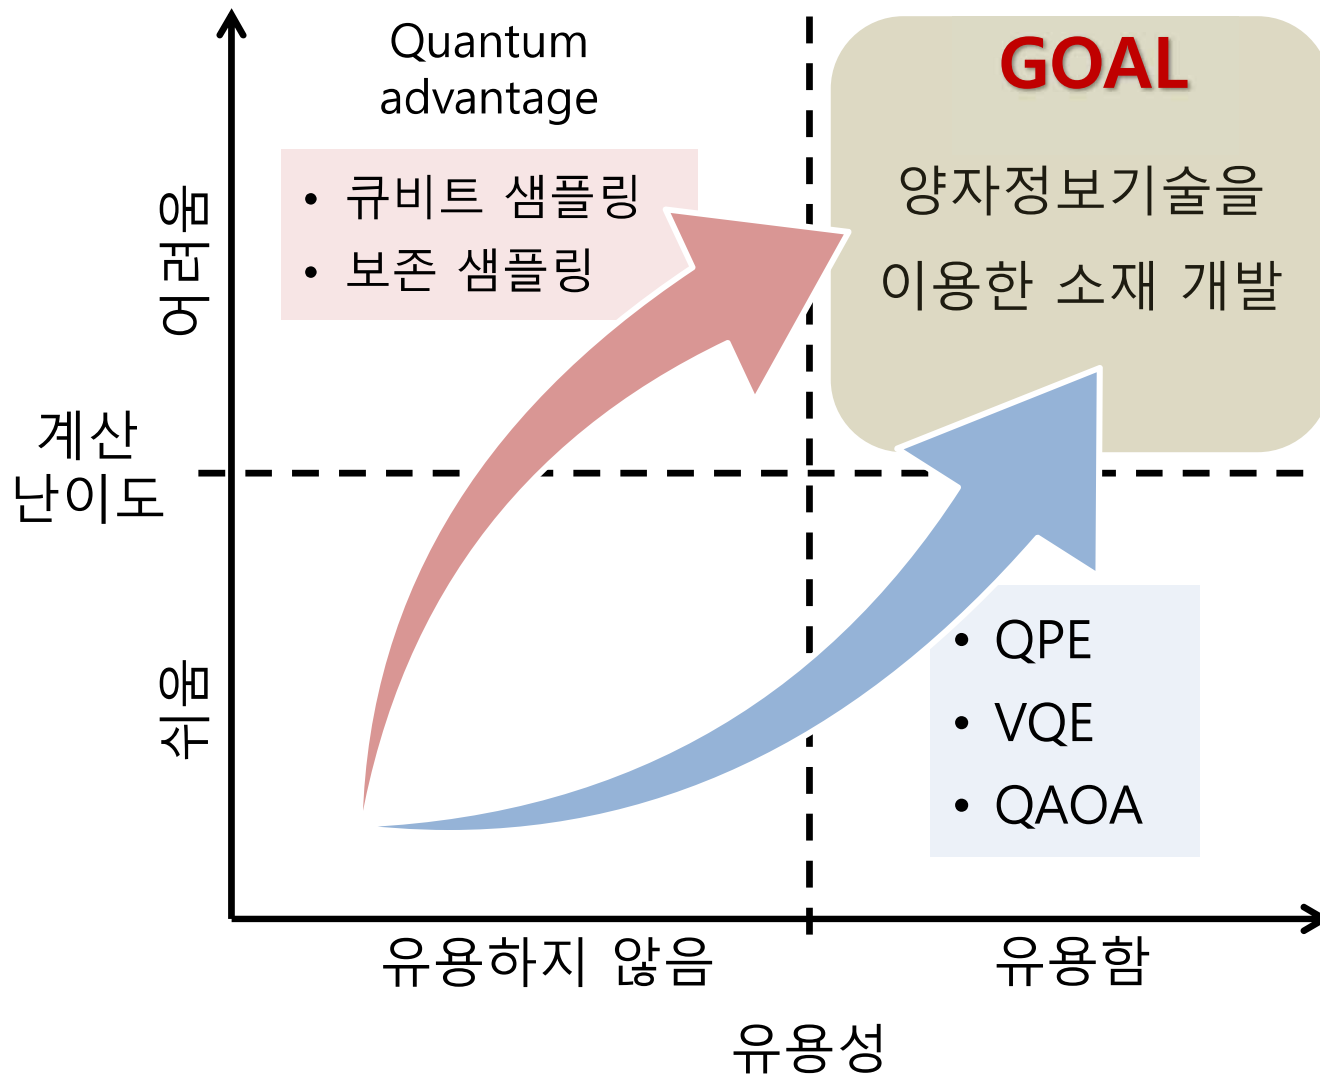 Quantum
advantage
• 큐비트 샘플링
• 보존 샘플링
GOAL
양자정보기술을
이용한 소재 개발
어려움
계산
난이도
쉬움
• QPE
• VQE
• QAOA
유용하지 않음
유용함
유용성